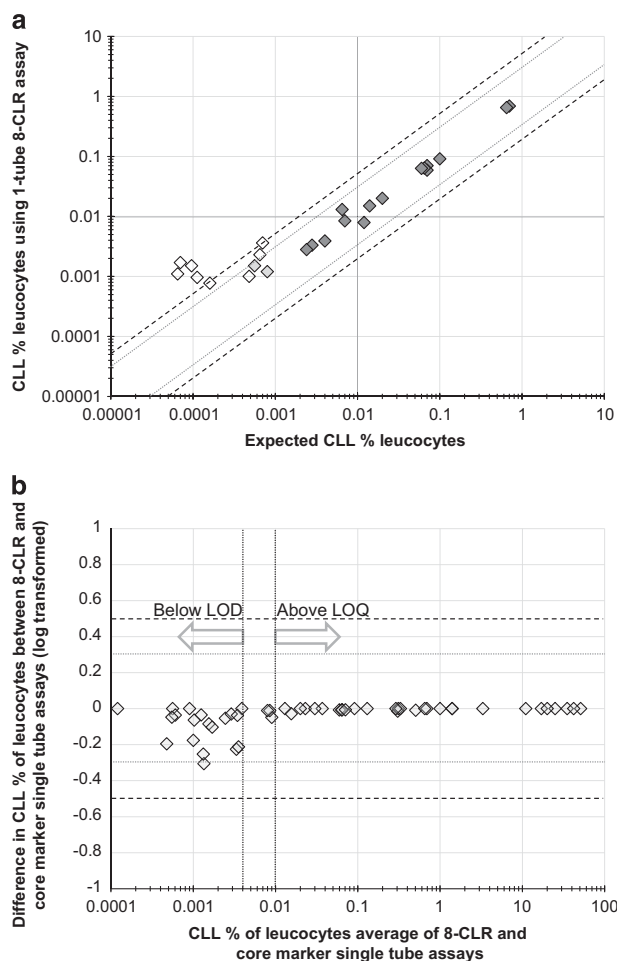 a
CLL % leucocytes using 1-tube 8-CLR assay
10
1
0.1
0.01
0.001
0.0001
0.00001
0.00001 0.0001 0.001 0.01 0.1 1 10
Expected CLL % leucocytes
b
Difference in CLL % of leucocytes between 8-CLR and
core marker single tube assays (log transformed)
1
0.8
0.6
Below LOD Above LOQ
0.4
0.2
0
-0.2
-0.4
-0.6
-0.8
-1
0.0001 0.001 0.01 0.1 1 10 100
CLL % of leucocytes average of 8-CLR and
core marker single tube assays